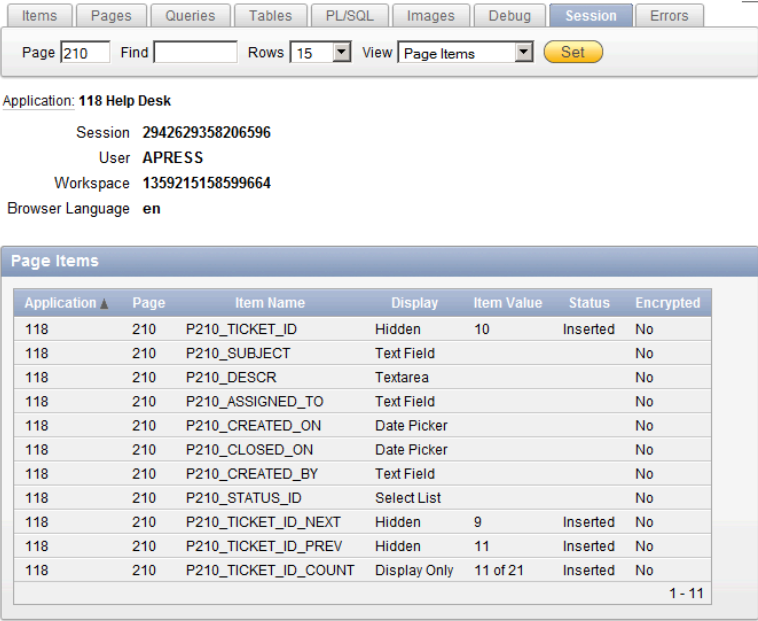 Items Pages Queries Tables PL/SQL Images Debug Session Errors
Page 210 Find Rows 15 View Page Items Set
Application: 118 Help Desk
Session 2942629358206596
User APRESS
Workspace 1359215158599664
Browser Language en
Page Items
Application Page Item Name Display Item Value Status Encrypted
118 210 P210_TICKET_ID Hidden 10 Inserted No
118 210 P210_SUBJECT Text Field No
118 210 P210_DESCR Textarea No
118 210 P210_ASSIGNED_TO Text Field No
118 210 P210_CREATED_ON Date Picker No
118 210 P210_CLOSED_ON Date Picker No
118 210 P210_CREATED_BY Text Field No
118 210 P210_STATUS_ID Select List No
118 210 P210_TICKET_ID_NEXT Hidden 9 Inserted No
118 210 P210_TICKET_ID_PREV Hidden 11 Inserted No
118 210 P210_TICKET_ID_COUNT Display Only 11 of 21 Inserted No
1 - 11